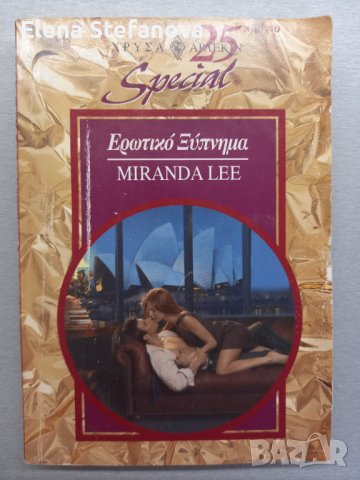 Elena Stefanova
ΧΡΥΣΑ ΑΡΛΕΚΙΝ
25
Special
Ερωτικό Ξύπνημα
MIRANDA LEE
BAZAR